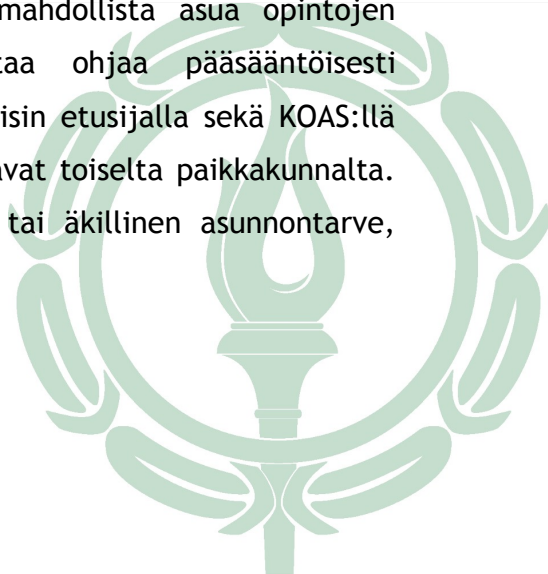 mahdollista asua opintojen
taa ohjaa pääsääntöisesti
isin etusijalla sekä KOAS:llä
avat toiselta paikkakunnalta.
tai äkillinen asunnontarve,